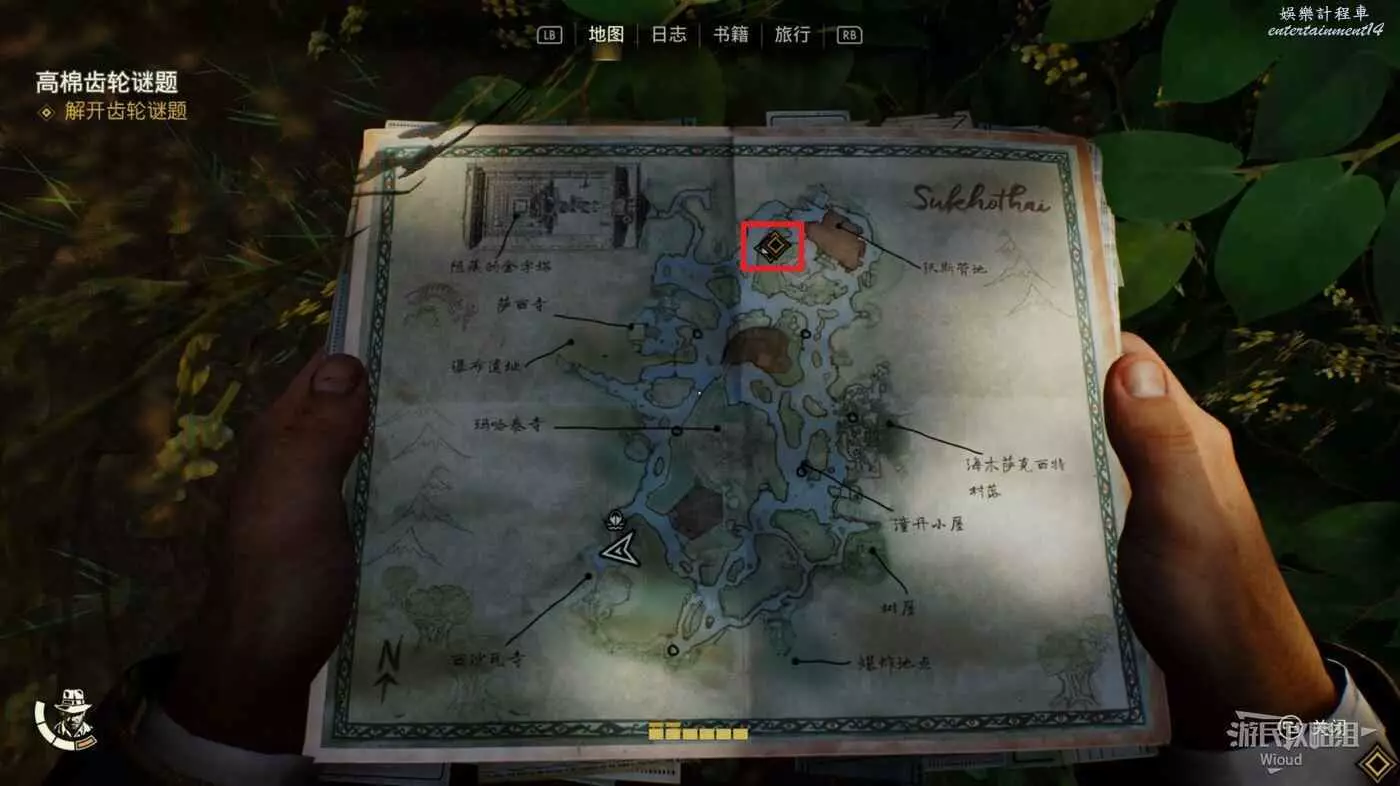 娛樂計程車
entertainment14
LB 地图 日志 书籍 旅行 RB
高棉齿轮谜题
解开齿轮谜题
Sukhothai
隐藏的金字塔
萨西寺
沃斯营地
瀑布遗址
玛哈泰寺
海木萨克西特
村落
潼丹小屋
树屋
西沙瓦寺
爆炸地点
N
关闭
游民攻略组
Wioud